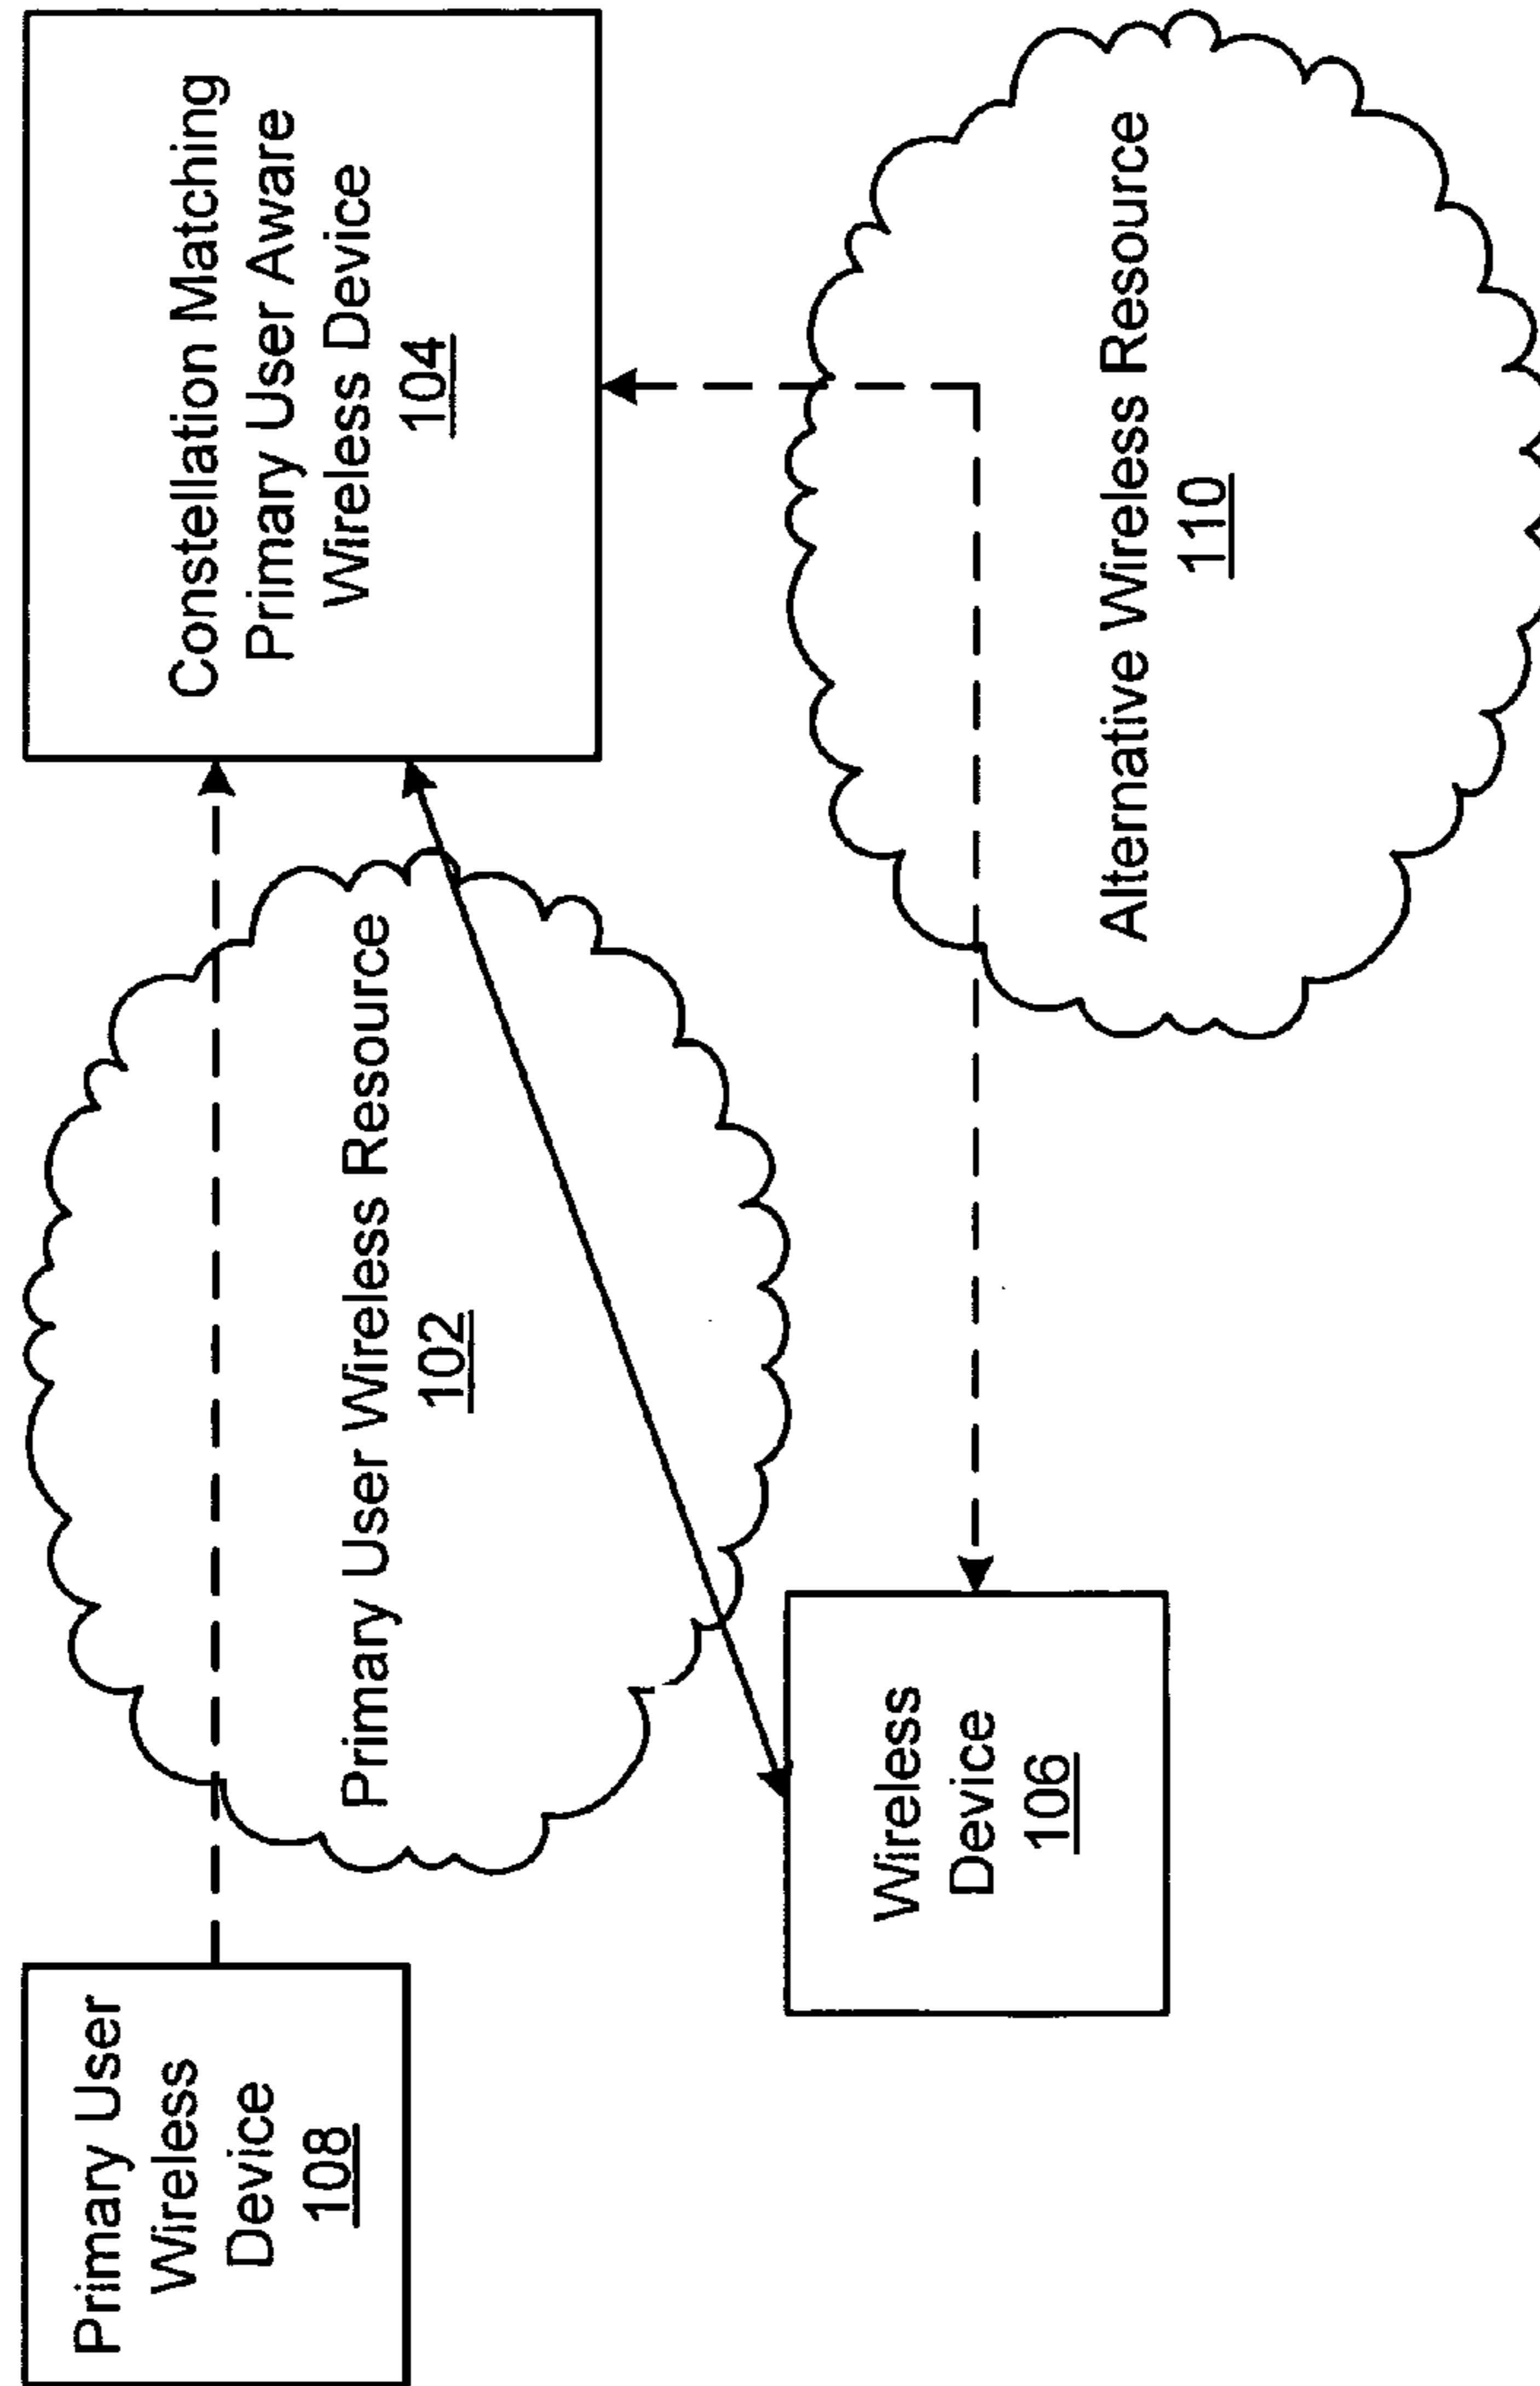 Primary User
Wireless
Device
108
Primary User Wireless Resource
102
Constellation Matching
Primary User Aware
Wireless Device
104
Wireless
Device
106
Alternative Wireless Resource
110